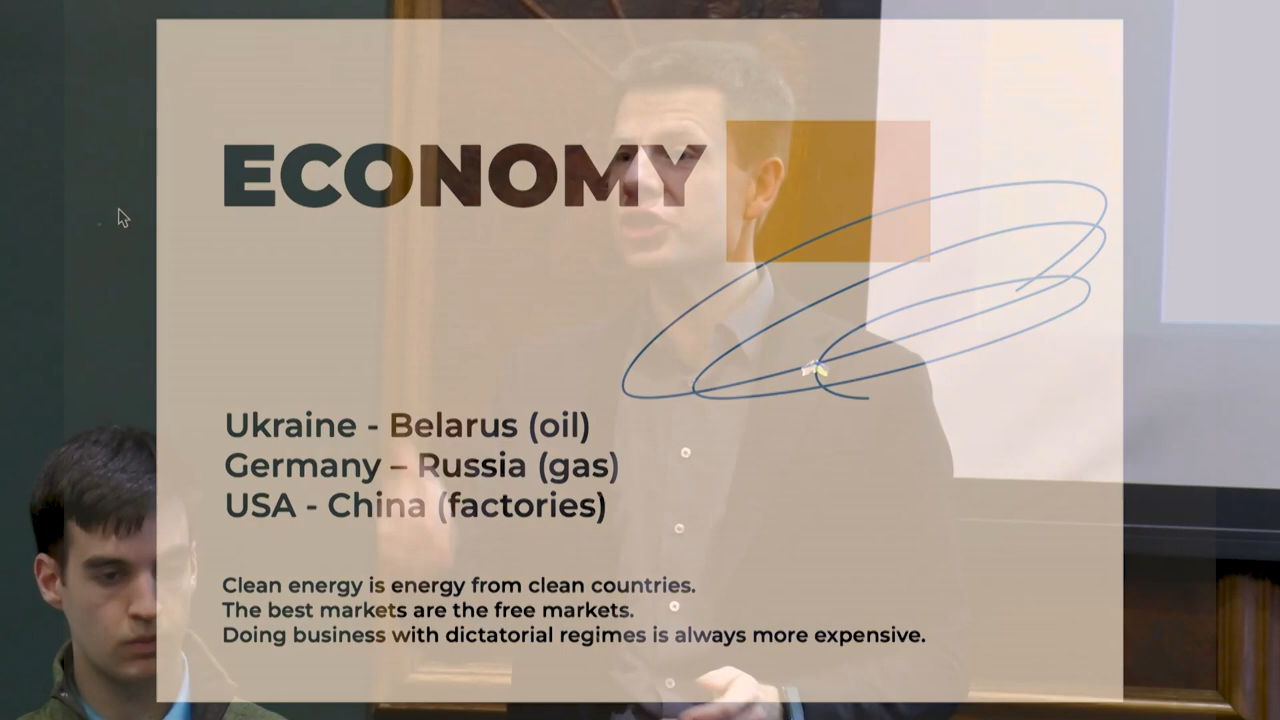 ECONOMY
Ukraine - Belarus (oil)
Germany – Russia (gas)
USA - China (factories)
Clean energy is energy from clean countries.
The best markets are the free markets.
Doing business with dictatorial regimes is always more expensive.